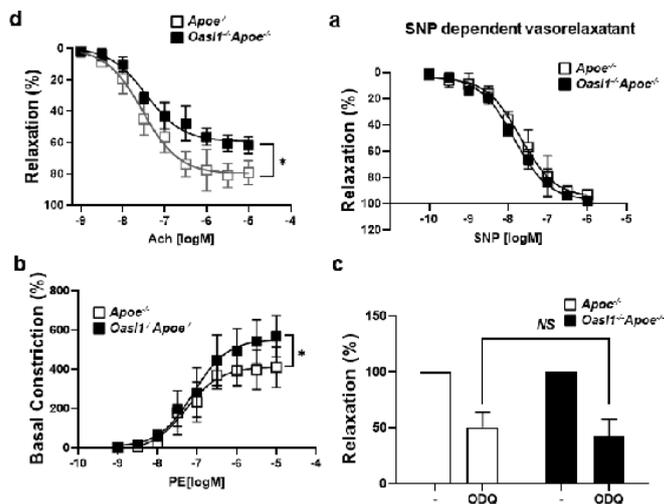 d
Apoe-/-
Oasl1-/-Apoe-/-
Relaxation (%)
0
20
40
60
80
100
*
-9
-8
-7
-6
-5
-4
Ach [logM]
a
SNP dependent vasorelaxatant
Apoe-/-
Oasl1-/-Apoe-/-
Relaxation (%)
0
20
40
60
80
100
120
-10
-9
-8
-7
-6
-5
SNP [logM]
b
Apoe-/-
Oasl1-/-Apoe-/-
Basal Constriction (%)
800
600
400
200
0
*
-10
-9
-8
-7
-6
-5
-4
PE[logM]
c
Apoe-/-
Oasl1-/-Apoe-/-
Relaxation (%)
150
100
50
0
NS
-
ODQ
-
ODQ